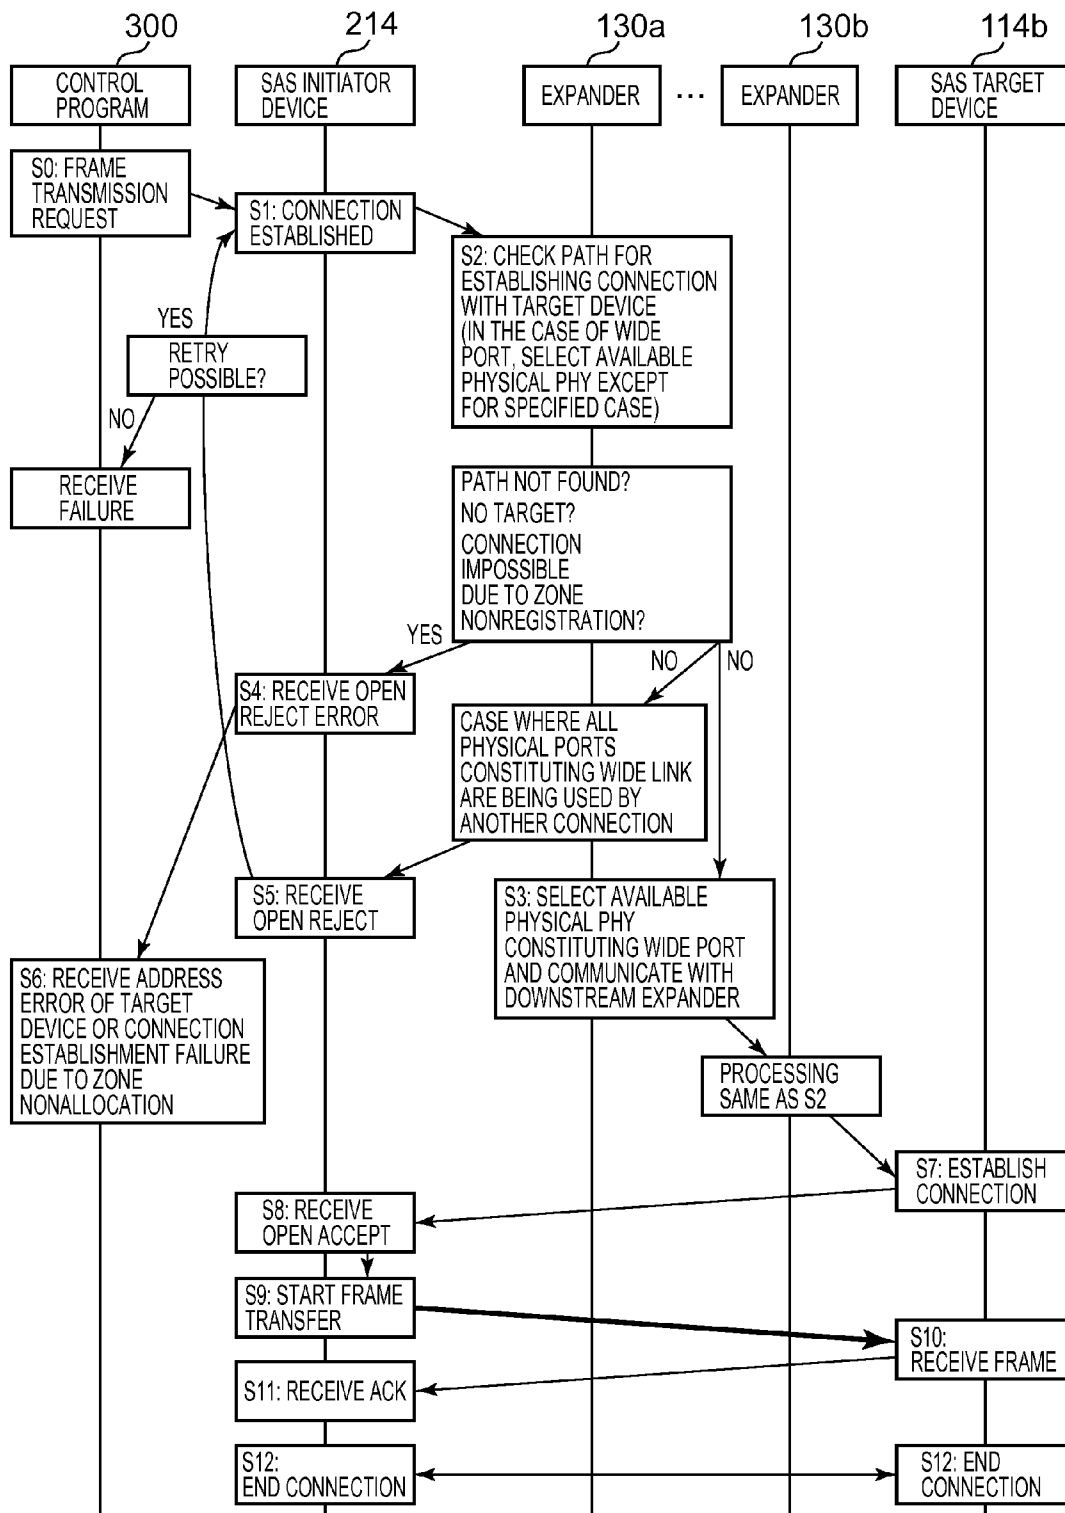 300
214
130a
130b
114b
CONTROL
PROGRAM
SAS INITIATOR
DEVICE
EXPANDER
...
EXPANDER
SAS TARGET
DEVICE
S0: FRAME
TRANSMISSION
REQUEST
S1: CONNECTION
ESTABLISHED
S2: CHECK PATH FOR
ESTABLISHING CONNECTION
WITH TARGET DEVICE
(IN THE CASE OF WIDE
PORT, SELECT AVAILABLE
PHYSICAL PHY EXCEPT
FOR SPECIFIED CASE)
YES
RETRY
POSSIBLE?
NO
RECEIVE
FAILURE
PATH NOT FOUND?
NO TARGET?
CONNECTION
IMPOSSIBLE
DUE TO ZONE
NONREGISTRATION?
YES
NO
NO
S4: RECEIVE OPEN
REJECT ERROR
CASE WHERE ALL
PHYSICAL PORTS
CONSTITUTING WIDE LINK
ARE BEING USED BY
ANOTHER CONNECTION
S5: RECEIVE
OPEN REJECT
S3: SELECT AVAILABLE
PHYSICAL PHY
CONSTITUTING WIDE PORT
AND COMMUNICATE WITH
DOWNSTREAM EXPANDER
S6: RECEIVE ADDRESS
ERROR OF TARGET
DEVICE OR CONNECTION
ESTABLISHMENT FAILURE
DUE TO ZONE
NONALLOCATION
PROCESSING
SAME AS S2
S7: ESTABLISH
CONNECTION
S8: RECEIVE
OPEN ACCEPT
S9: START FRAME
TRANSFER
S10:
RECEIVE FRAME
S11: RECEIVE ACK
S12:
END CONNECTION
S12: END
CONNECTION